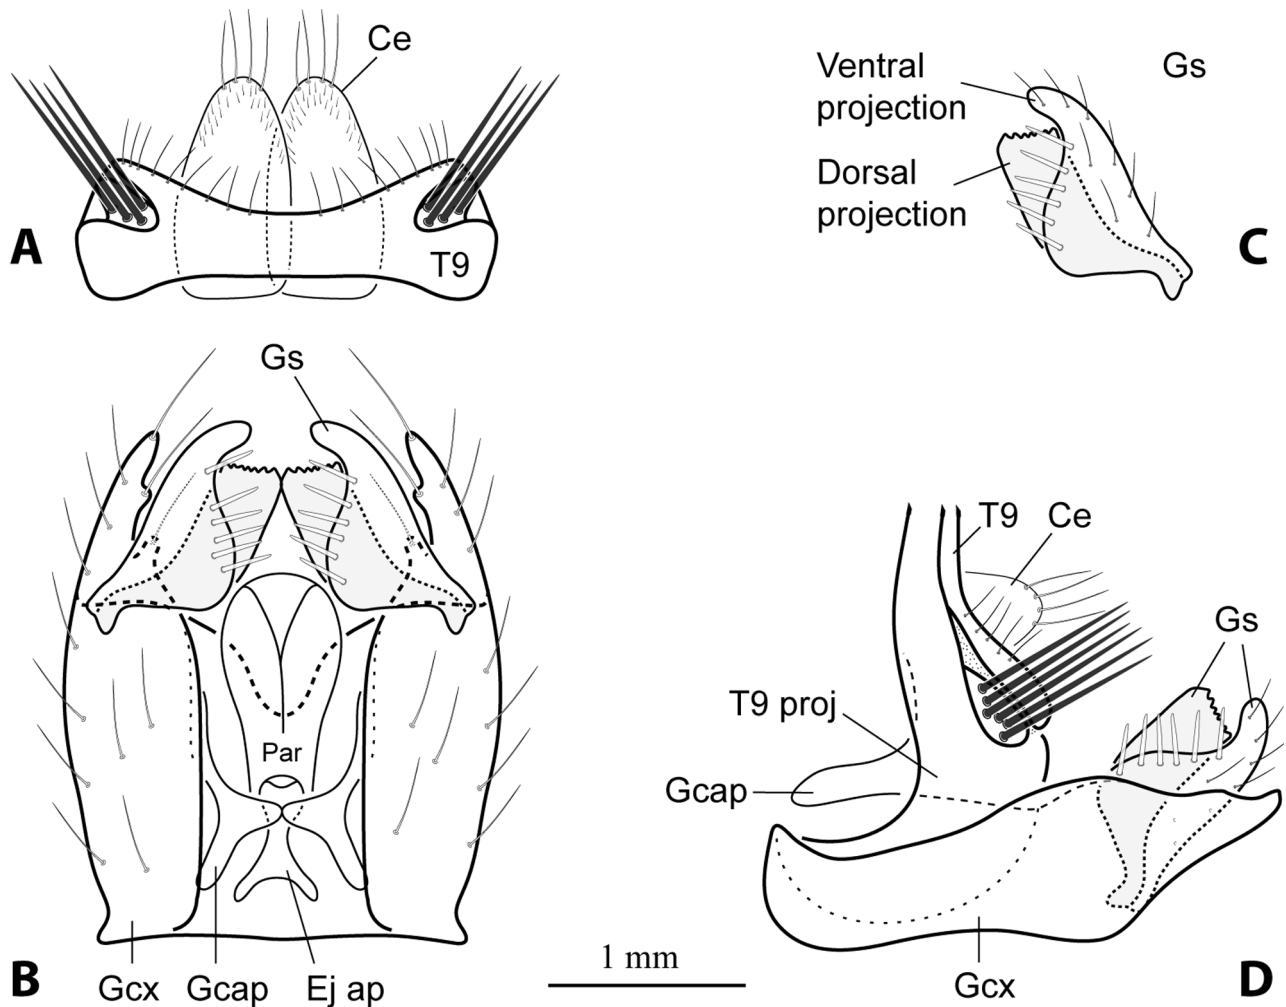 Ce
T9
A
Ventral
projection
Dorsal
projection
Gs
C
Gs
Par
B
Gcx
Gcap
Ej ap
1 mm
T9
Ce
Gs
T9 proj
Gcap
Gcx
D